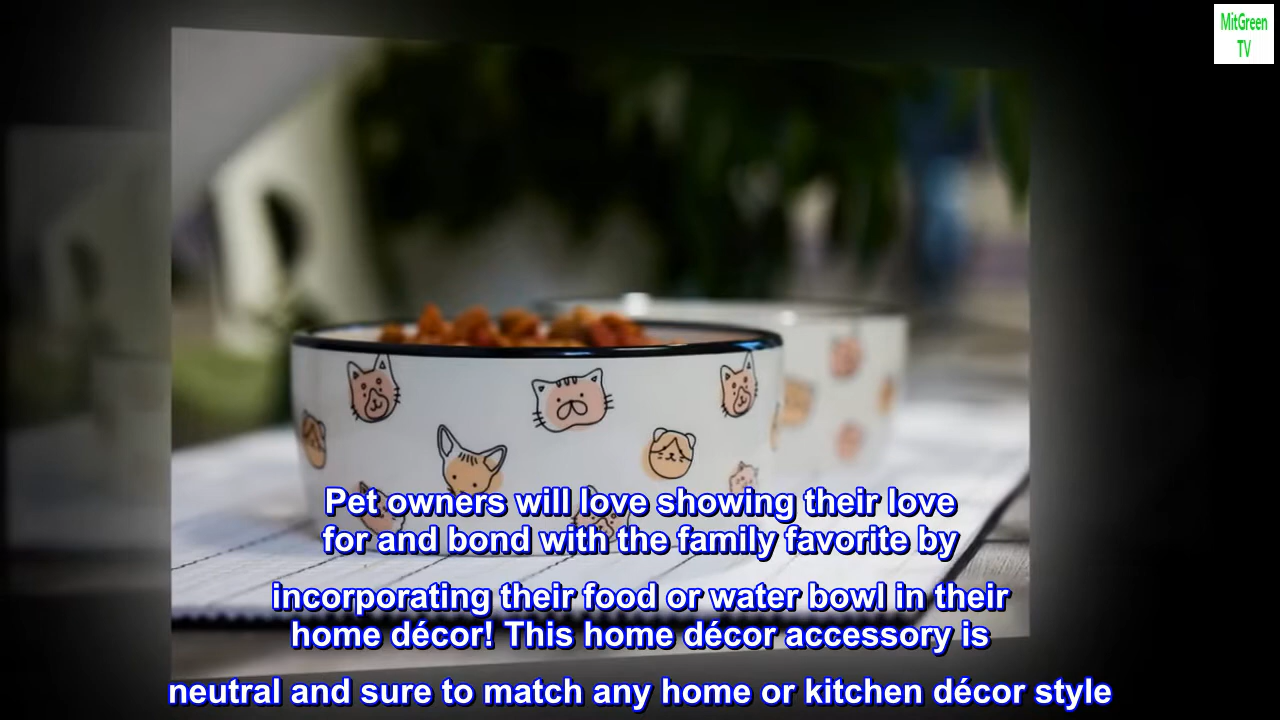 MitGreen
TV
Pet owners will love showing their love
for and bond with the family favorite by
incorporating their food or water bowl in their
home décor! This home décor accessory is
neutral and sure to match any home or kitchen décor style